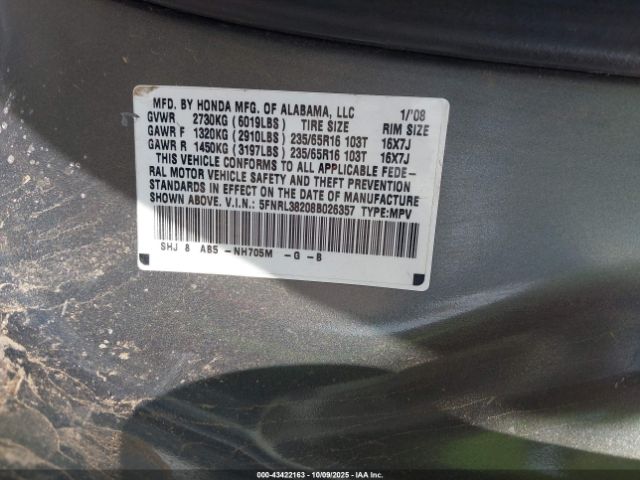 MFD. BY HONDA MFG. OF ALABAMA, LLC 1/'08
GVWR 2730KG (6019LBS) TIRE SIZE RIM SIZE
GAWR F 1320KG (2910LBS) 235/65R16 103T 16X7J
GAWR R 1450KG (3197LBS) 235/65R16 103T 16X7J
THIS VEHICLE CONFORMS TO ALL APPLICABLE FEDE-
RAL MOTOR VEHICLE SAFETY AND THEFT PREVENTION
STANDARDS IN EFFECT ON THE DATE OF MANUFACTURE
SHOWN ABOVE. V.I.N.: 5FNRL38208B026357 TYPE:MPV
SHJ 8 AB5 -NH705M -G -B
000-43422163 | 10/09/2025 | IAA Inc.